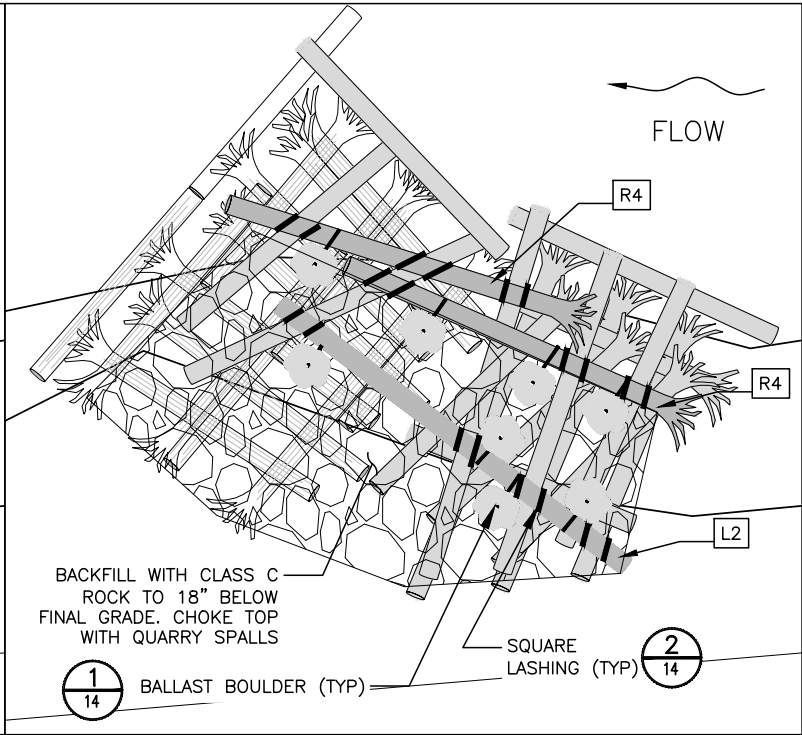 FLOW
R4
R4
L2
BACKFILL WITH CLASS C
ROCK TO 18" BELOW
FINAL GRADE. CHOKE TOP
WITH QUARRY SPALLS
SQUARE
LASHING (TYP)
2
14
1
14
BALLAST BOULDER (TYP)